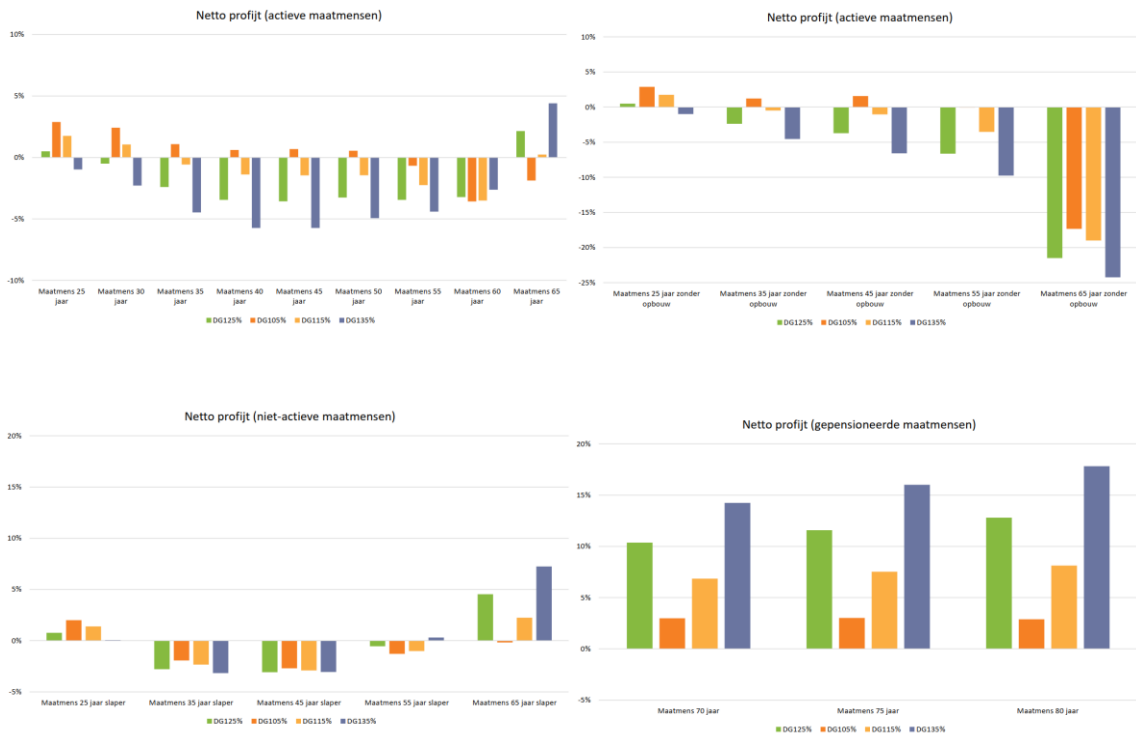 Netto profijt (actieve maatmensen)
10%
5%
0%
-5%
-10%
Maatmens 25 jaar
Maatmens 30 jaar
Maatmens 35 jaar
Maatmens 40 jaar
Maatmens 45 jaar
Maatmens 50 jaar
Maatmens 55 jaar
Maatmens 60 jaar
Maatmens 65 jaar
DG125% DG105% DG115% DG135%
Netto profijt (actieve maatmensen)
10%
5%
0%
-5%
-10%
-15%
-20%
-25%
Maatmens 25 jaar zonder opbouw
Maatmens 35 jaar zonder opbouw
Maatmens 45 jaar zonder opbouw
Maatmens 55 jaar zonder opbouw
Maatmens 65 jaar zonder opbouw
DG125% DG105% DG115% DG135%
Netto profijt (niet-actieve maatmensen)
20%
15%
10%
5%
0%
-5%
Maatmens 25 jaar slaper
Maatmens 35 jaar slaper
Maatmens 45 jaar slaper
Maatmens 55 jaar slaper
Maatmens 65 jaar slaper
DG125% DG105% DG115% DG135%
Netto profijt (gepensioneerde maatmensen)
20%
15%
10%
5%
0%
-5%
Maatmens 70 jaar
Maatmens 75 jaar
Maatmens 80 jaar
DG125% DG105% DG115% DG135%